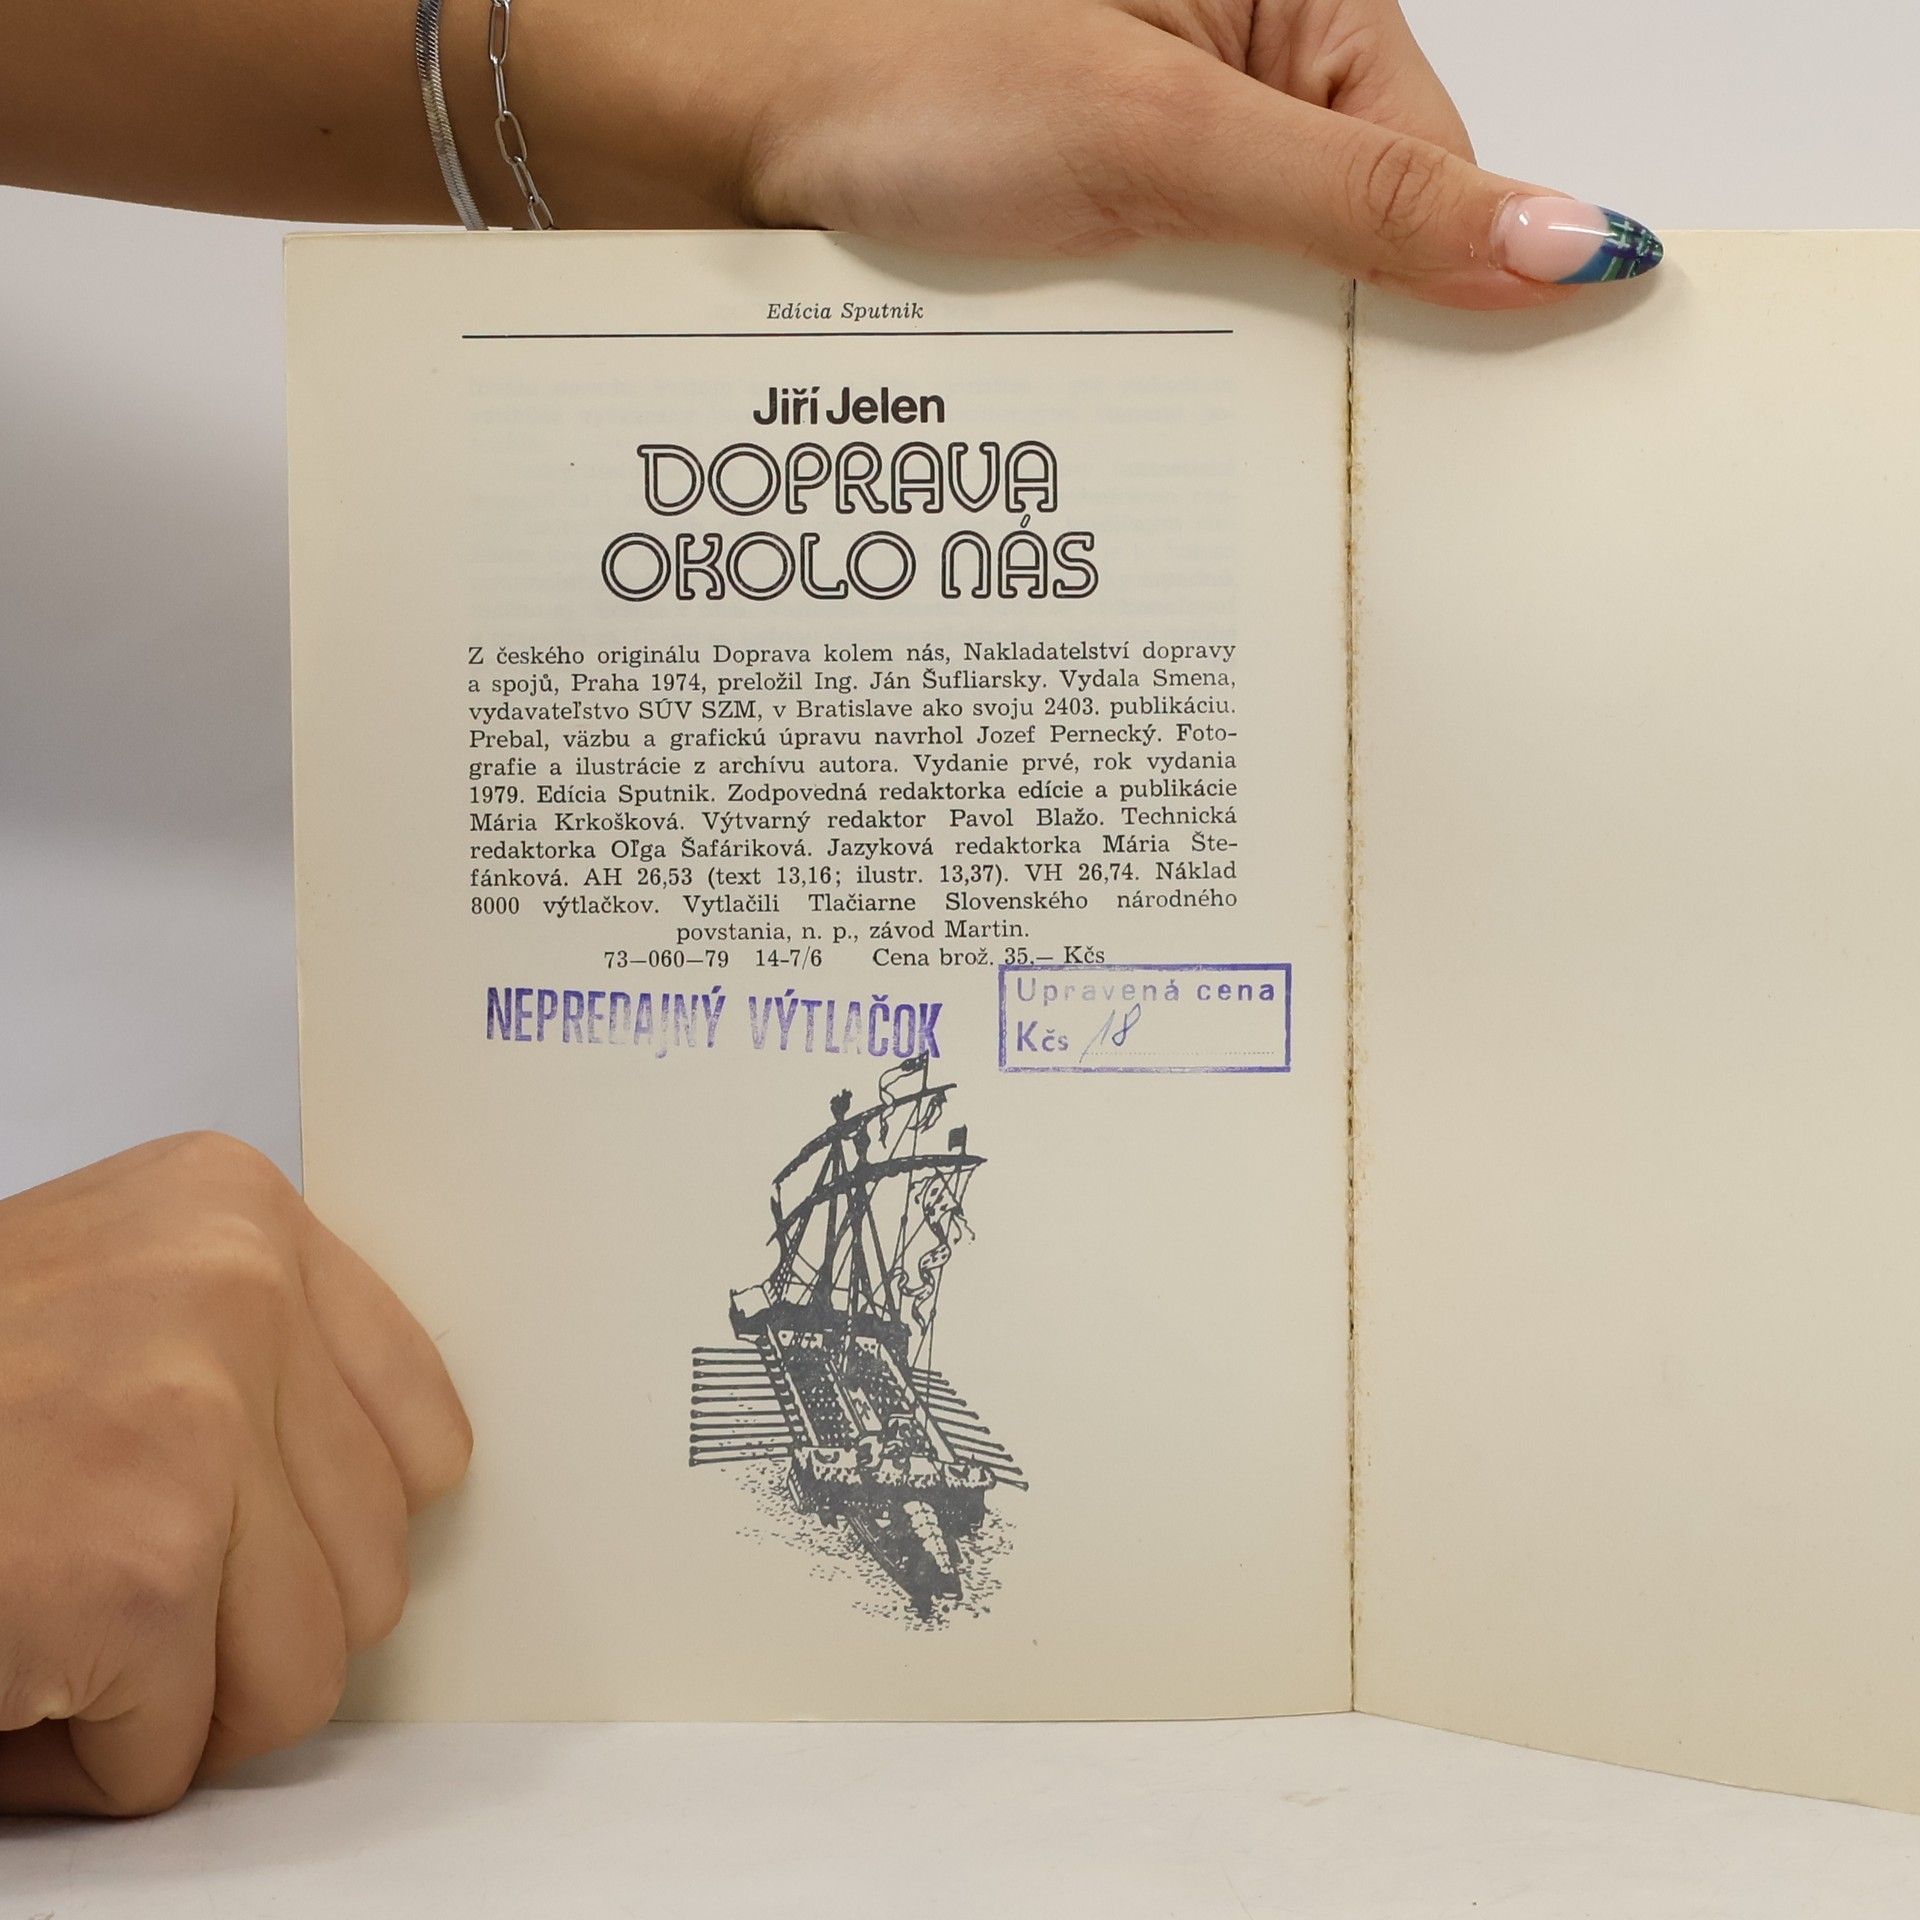 Edícia Sputnik
Jiří Jelen
DOPRAVA
OKOLO NÁS
Z českého originálu Doprava kolem nás, Nakladatelství dopravy
a spojů, Praha 1974, preložil Ing. Ján Šufliarsky. Vydala Smena,
vydavateľstvo SÚV SZM, v Bratislave ako svoju 2403. publikáciu.
Prebal, väzbu a grafickú úpravu navrhol Jozef Pernecký. Foto-
grafie a ilustrácie z archívu autora. Vydanie prvé, rok vydania
1979. Edícia Sputnik. Zodpovedná redaktorka edície a publikácie
Mária Krkošková. Výtvarný redaktor Pavol Blažo. Technická
redaktorka Oľga Šafáriková. Jazyková redaktorka Mária Šte-
fánková. AH 26,53 (text 13,16; ilustr. 13,37). VH 26,74. Náklad
8000 výtlačkov. Vytlačili Tlačiarne Slovenského národného
povstania, n. p., závod Martin.
73—060—79 14-7/6 Cena brož. 35,— Kčs
NEPREDAJNÝ VÝTLAČOK
Upravená cena
Kčs 18